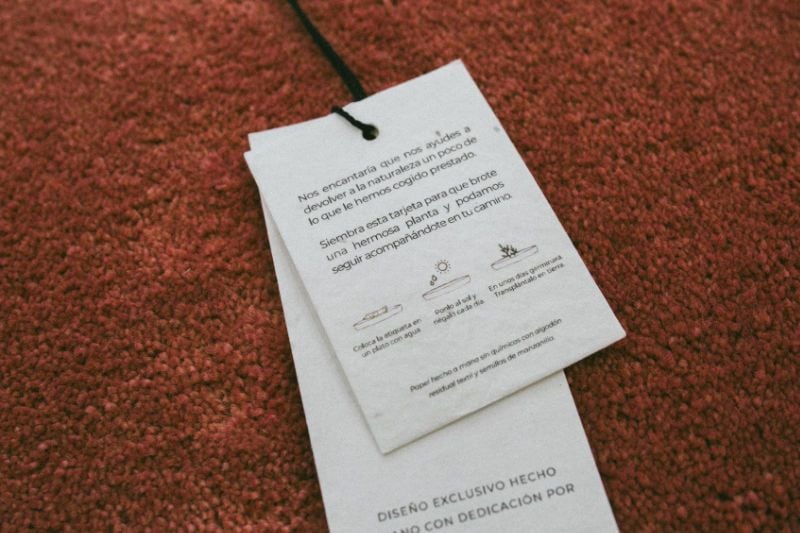 Nos encantaría que nos ayudes a
devolver a la naturaleza un poco de
lo que le hemos cogido prestado.
Siembra esta tarjeta para que brote
una hermosa planta y podamos
seguir acompañándote en tu camino.
Coloca la etiqueta en
un plato con agua
Ponlo al sol y
riégalo cada día.
En unos días germinará.
Transplántalo en tierra.
Papel hecho a mano sin químicos con algodón
residual textil y semillas de manzanilla.
DISEÑO EXCLUSIVO HECHO
ANO CON DEDICACIÓN POR